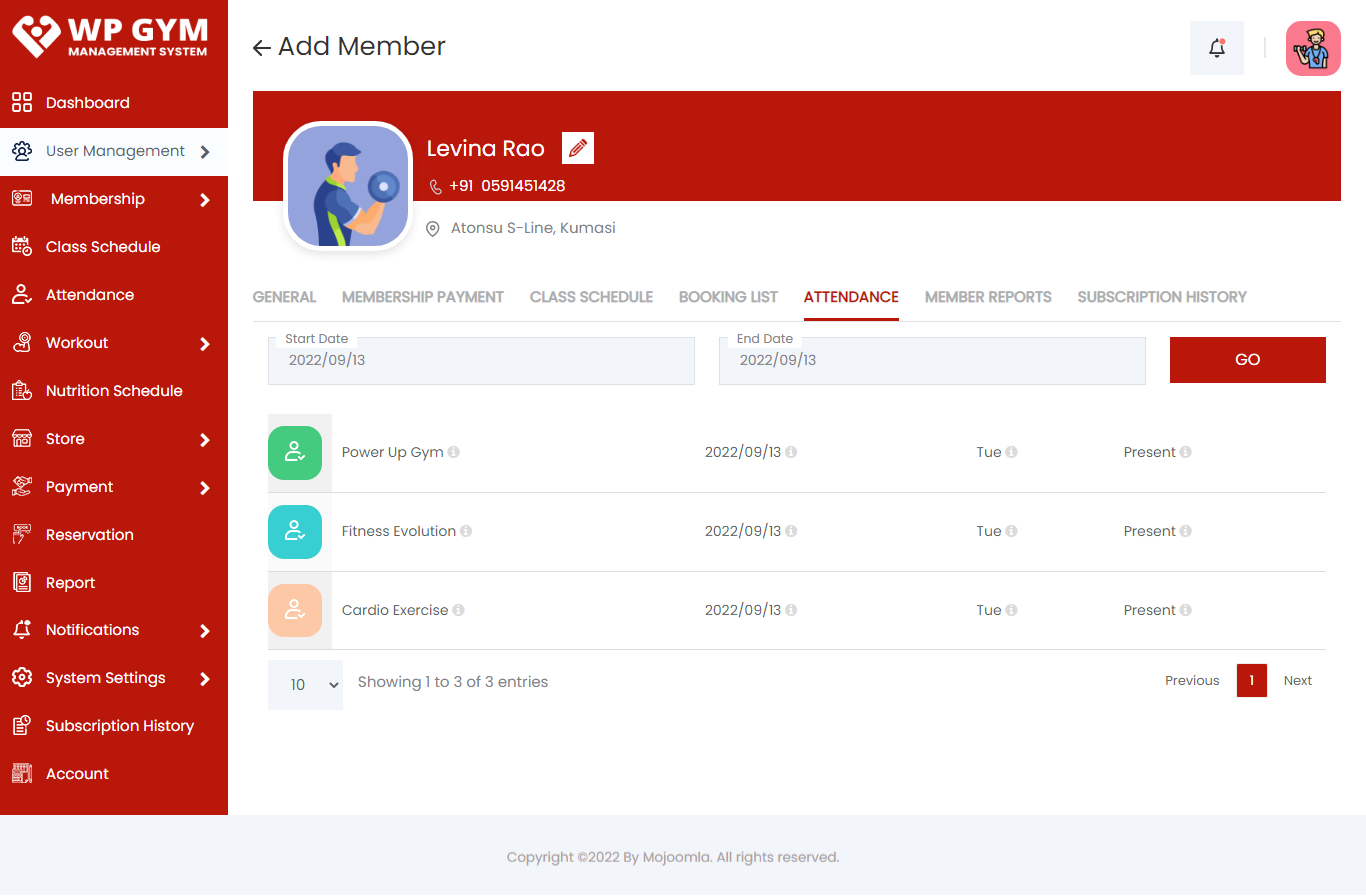 WP GYM
MANAGEMENT SYSTEM
Dashboard
User Management
Membership
Class Schedule
Attendance
Workout
Nutrition Schedule
Store
Payment
Reservation
Report
Notifications
System Settings
Subscription History
Account
Add Member
Levina Rao
+91 0591451428
Atonsu S-Line, Kumasi
GENERAL MEMBERSHIP PAYMENT CLASS SCHEDULE BOOKING LIST ATTENDANCE MEMBER REPORTS SUBSCRIPTION HISTORY
Start Date
2022/09/13
End Date
2022/09/13
GO
Power Up Gym 2022/09/13 Tue Present
Fitness Evolution 2022/09/13 Tue Present
Cardio Exercise 2022/09/13 Tue Present
10 Showing 1 to 3 of 3 entries Previous 1 Next
Copyright ©2022 By Mojoomla. All rights reserved.